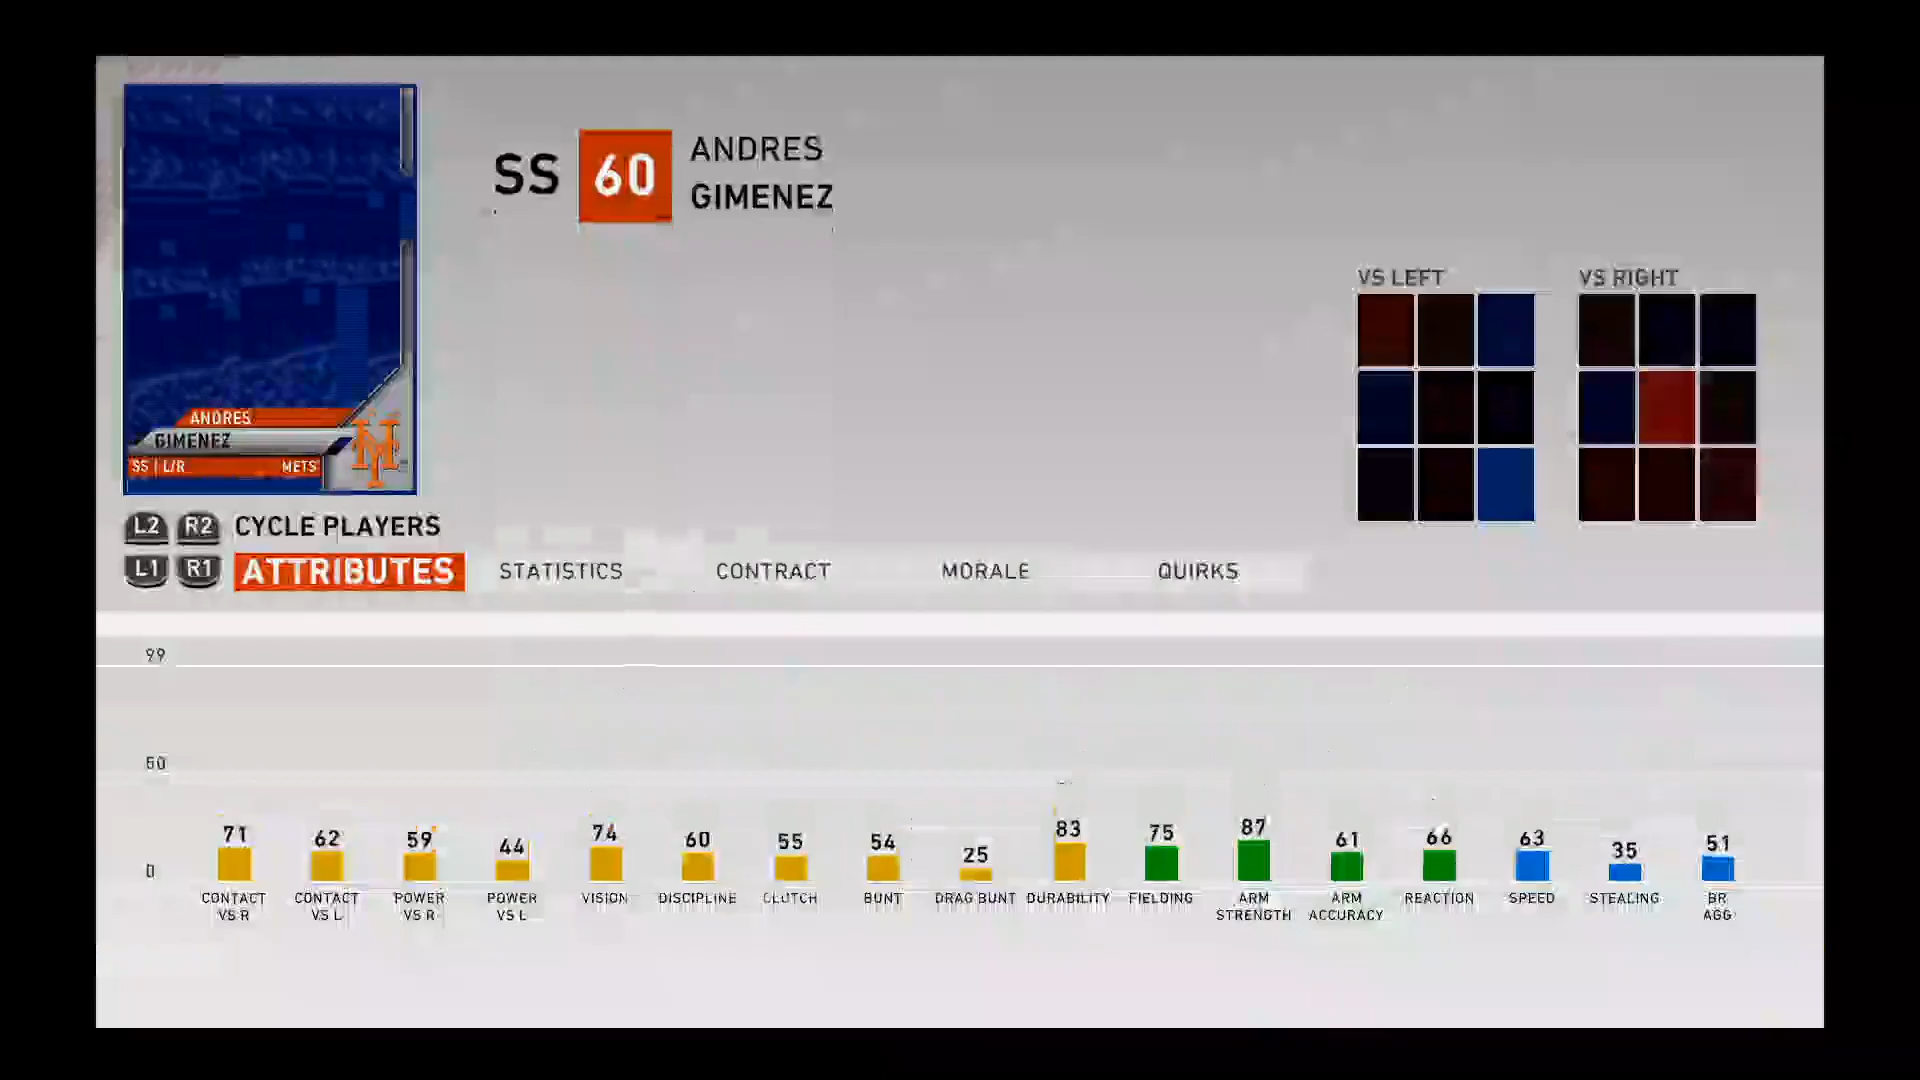 SS 60 ANDRES
GIMENEZ
VS LEFT VS RIGHT
ANDRES
GIMENEZ
SS | L/R METS
L2 R2 CYCLE PLAYERS
L1 R1 ATTRIBUTES STATISTICS CONTRACT MORALE QUIRKS
99
50
0
71 62 59 44 74 60 55 54 25 83 75 87 61 66 63 35 51
CONTACT VS R
CONTACT VS L
POWER VS R
POWER VS L
VISION
DISCIPLINE
CLUTCH
BUNT
DRAG BUNT
DURABILITY
FIELDING
ARM STRENGTH
ARM ACCURACY
REACTION
SPEED
STEALING
BR AGG